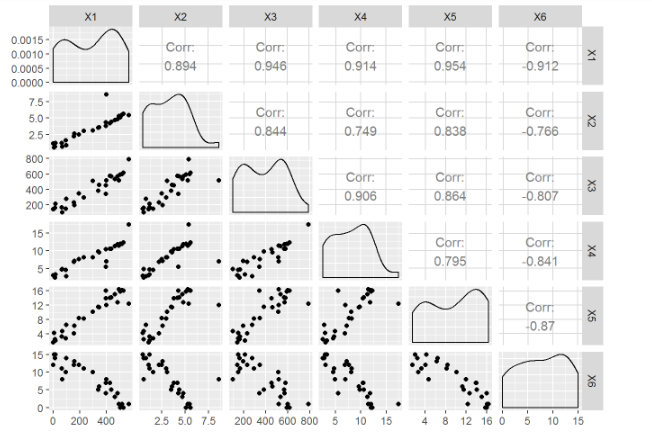 X1 X2 X3 X4 X5 X6
0.0015 0.0010 0.0005 0.0000 Corr: 0.894 Corr: 0.946 Corr: 0.914 Corr: 0.954 Corr: -0.912 X1
7.5 5.0 2.5 Corr: 0.844 Corr: 0.749 Corr: 0.838 Corr: -0.766 X2
800 600 400 200 Corr: 0.906 Corr: 0.864 Corr: -0.807 X3
15 10 5 Corr: 0.795 Corr: -0.841 X4
16 12 8 4 Corr: -0.87 X5
15 10 5 0 X6
0 200 400 2.5 5.0 7.5 200 400 600 800 5 10 15 4 8 12 16 0 5 10 15